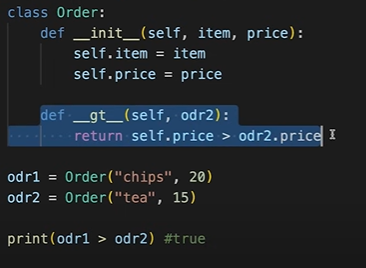 class Order:
    def __init__(self, item, price):
        self.item = item
        self.price = price

    def __gt__(self, odr2):
        return self.price > odr2.price

odr1 = Order("chips", 20)
odr2 = Order("tea", 15)

print(odr1 > odr2) #true